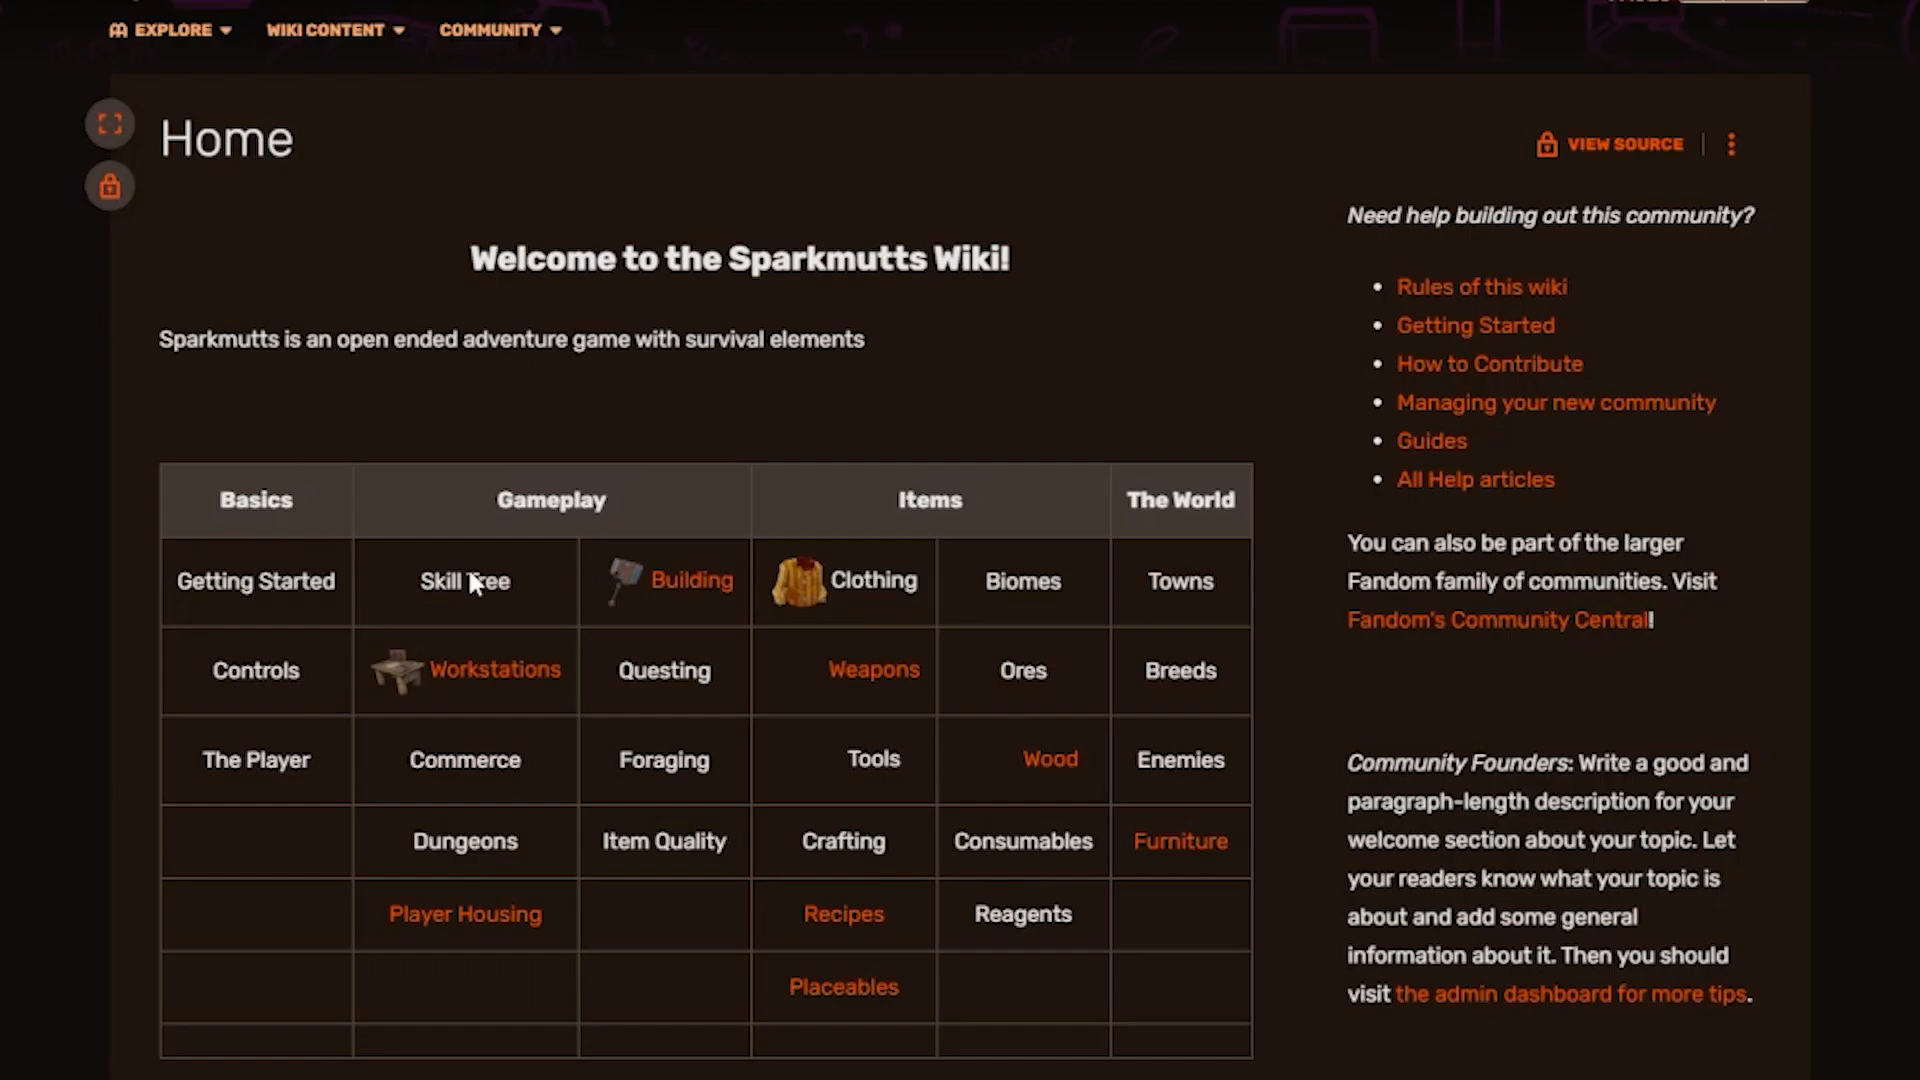 EXPLORE WIKI CONTENT COMMUNITY
Home
VIEW SOURCE
Welcome to the Sparkmutts Wiki!
Sparkmutts is an open ended adventure game with survival elements
Basics Gameplay Items The World
Getting Started Skill Tree Building Clothing Biomes Towns
Controls Workstations Questing Weapons Ores Breeds
The Player Commerce Foraging Tools Wood Enemies
Dungeons Item Quality Crafting Consumables Furniture
Player Housing Recipes Reagents
Placeables
Need help building out this community?
Rules of this wiki
Getting Started
How to Contribute
Managing your new community
Guides
All Help articles
You can also be part of the larger
Fandom family of communities. Visit
Fandom's Community Central!
Community Founders: Write a good and
paragraph-length description for your
welcome section about your topic. Let
your readers know what your topic is
about and add some general
information about it. Then you should
visit the admin dashboard for more tips.